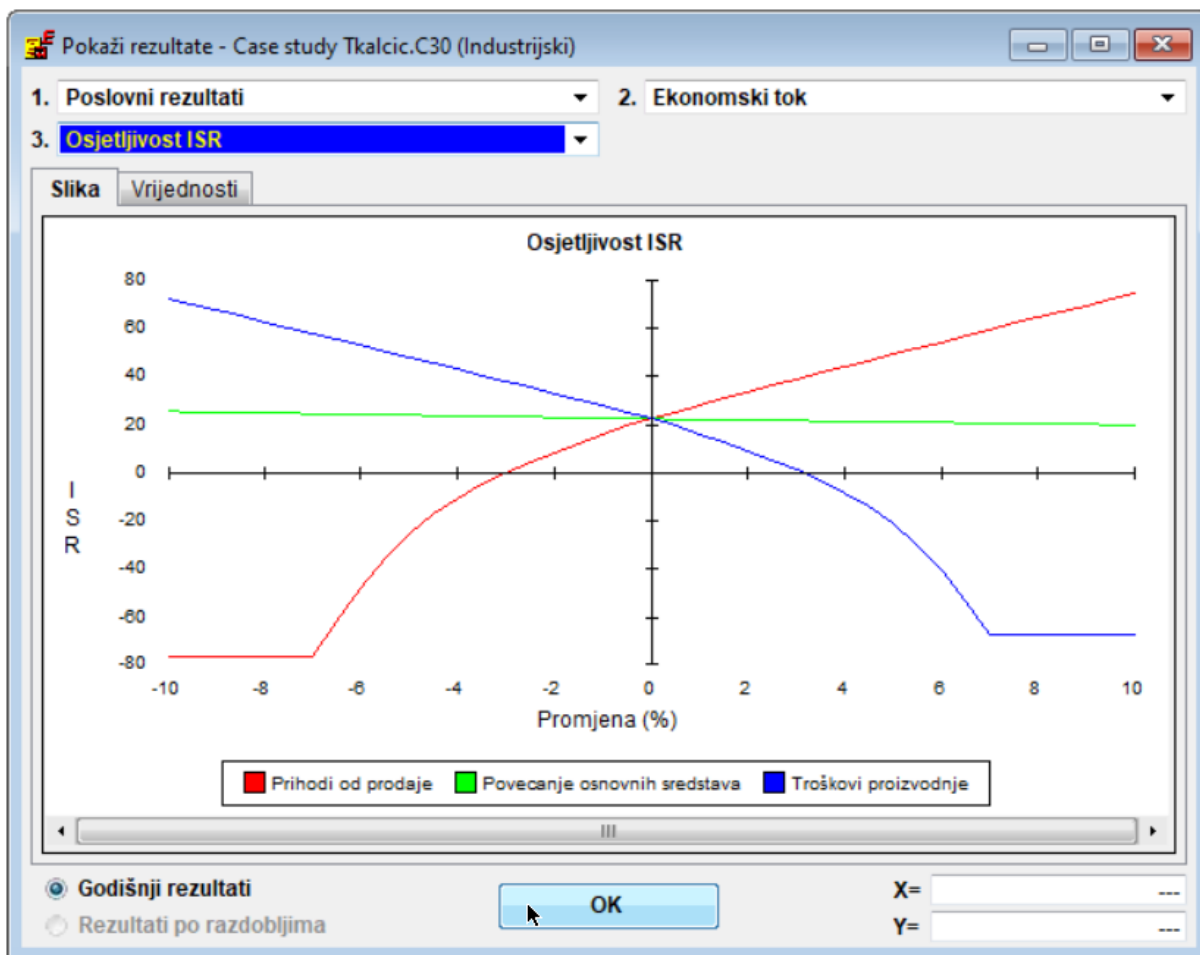 Pokaži rezultate - Case study Tkalcic.C30 (Industrijski)
1. Poslovni rezultati
2. Ekonomski tok
3. Osjetljivost ISR
Slika
Vrijednosti
Osjetljivost ISR
80
60
40
20
0
-20
-40
-60
-80
I
S
R
-10 -8 -6 -4 -2 0 2 4 6 8 10
Promjena (%)
Prihodi od prodaje Povecanje osnovnih sredstava Troškovi proizvodnje
Godišnji rezultati
Rezultati po razdobljima
OK
X= ---
Y= ---